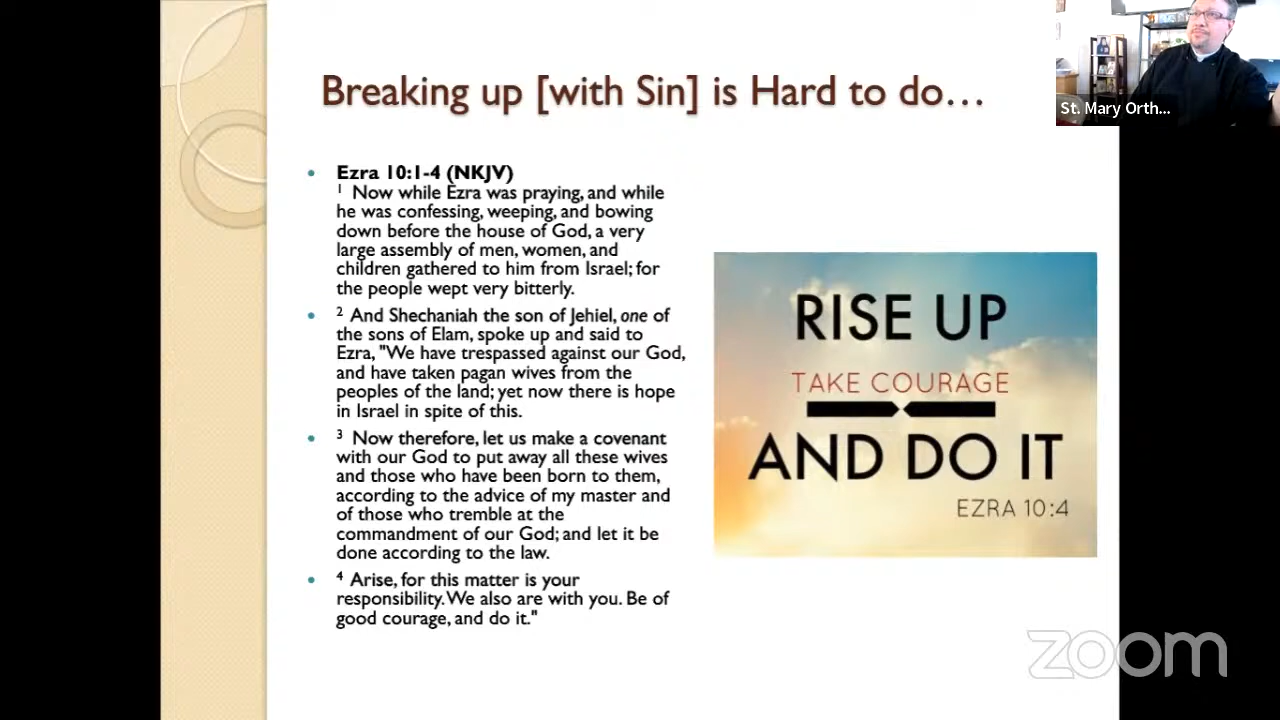 Breaking up [with Sin] is Hard to do...
St. Mary Orth...
• Ezra 10:1-4 (NKJV)
1 Now while Ezra was praying, and while
he was confessing, weeping, and bowing
down before the house of God, a very
large assembly of men, women, and
children gathered to him from Israel; for
the people wept very bitterly.
• 2 And Shechaniah the son of Jehiel, one of
the sons of Elam, spoke up and said to
Ezra, "We have trespassed against our God,
and have taken pagan wives from the
peoples of the land; yet now there is hope
in Israel in spite of this.
• 3 Now therefore, let us make a covenant
with our God to put away all these wives
and those who have been born to them,
according to the advice of my master and
of those who tremble at the
commandment of our God; and let it be
done according to the law.
• 4 Arise, for this matter is your
responsibility. We also are with you. Be of
good courage, and do it."
RISE UP
TAKE COURAGE
AND DO IT
EZRA 10:4
zoom